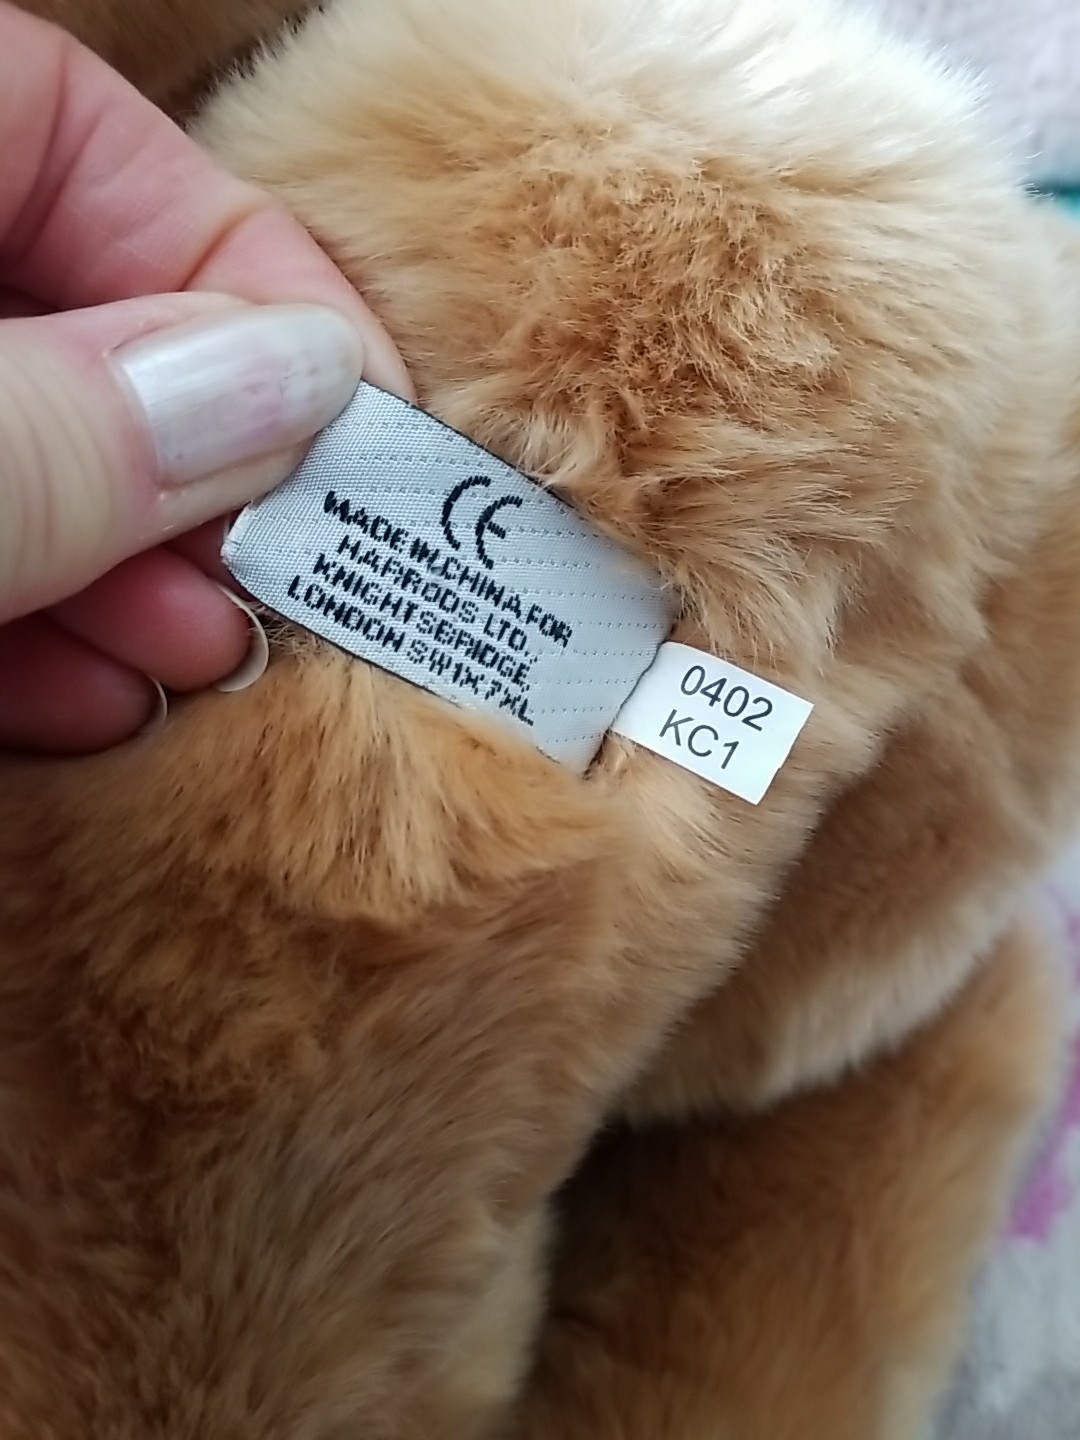 CE
MADE IN CHINA FOR
HARRODS LTD.,
KNIGHTSBRIDGE,
LONDON SW1X 7XL
0402
KC1